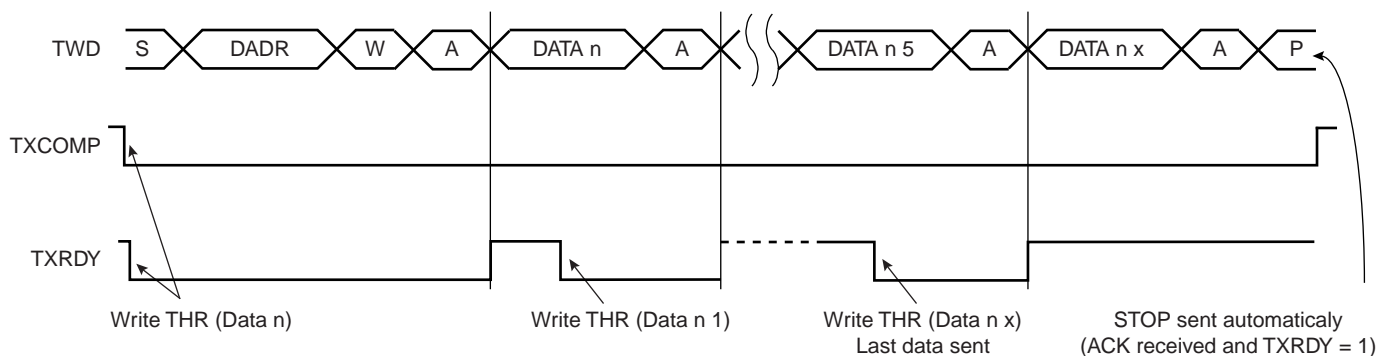 TWD S DADR W A DATA n A DATA n 5 A DATA n x A P
TXCOMP
TXRDY
Write THR (Data n)
Write THR (Data n 1)
Write THR (Data n x)
Last data sent
STOP sent automaticaly
(ACK received and TXRDY = 1)